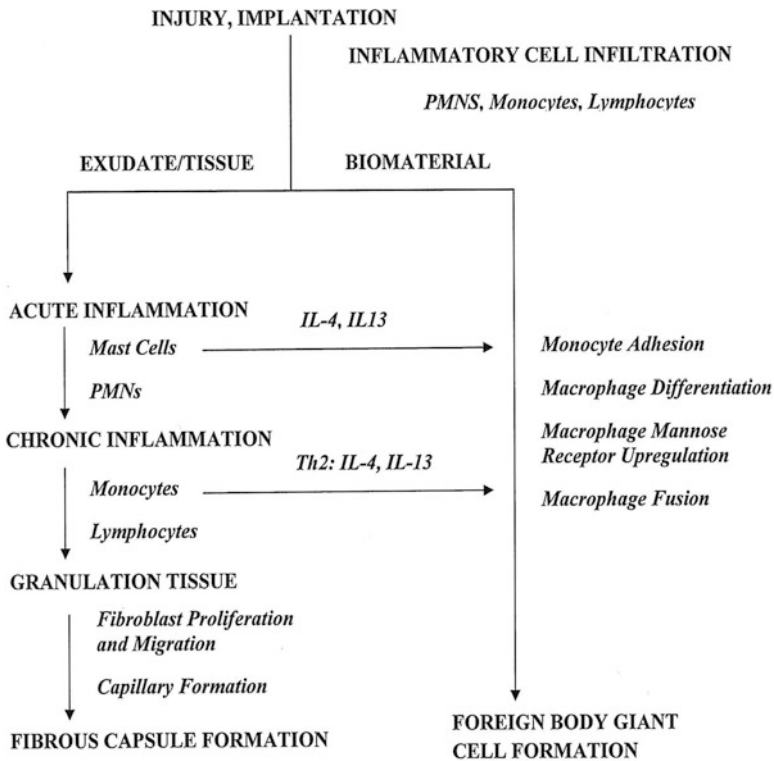 INJURY, IMPLANTATION
INFLAMMATORY CELL INFILTRATION
PMNS, Monocytes, Lymphocytes
EXUDATE/TISSUE
BIOMATERIAL
ACUTE INFLAMMATION
IL-4, IL13
Mast Cells
Monocyte Adhesion
PMNs
Macrophage Differentiation
CHRONIC INFLAMMATION
Macrophage Mannose
Receptor Upregulation
Th2: IL-4, IL-13
Monocytes
Macrophage Fusion
Lymphocytes
GRANULATION TISSUE
Fibroblast Proliferation
and Migration
Capillary Formation
FIBROUS CAPSULE FORMATION
FOREIGN BODY GIANT
CELL FORMATION